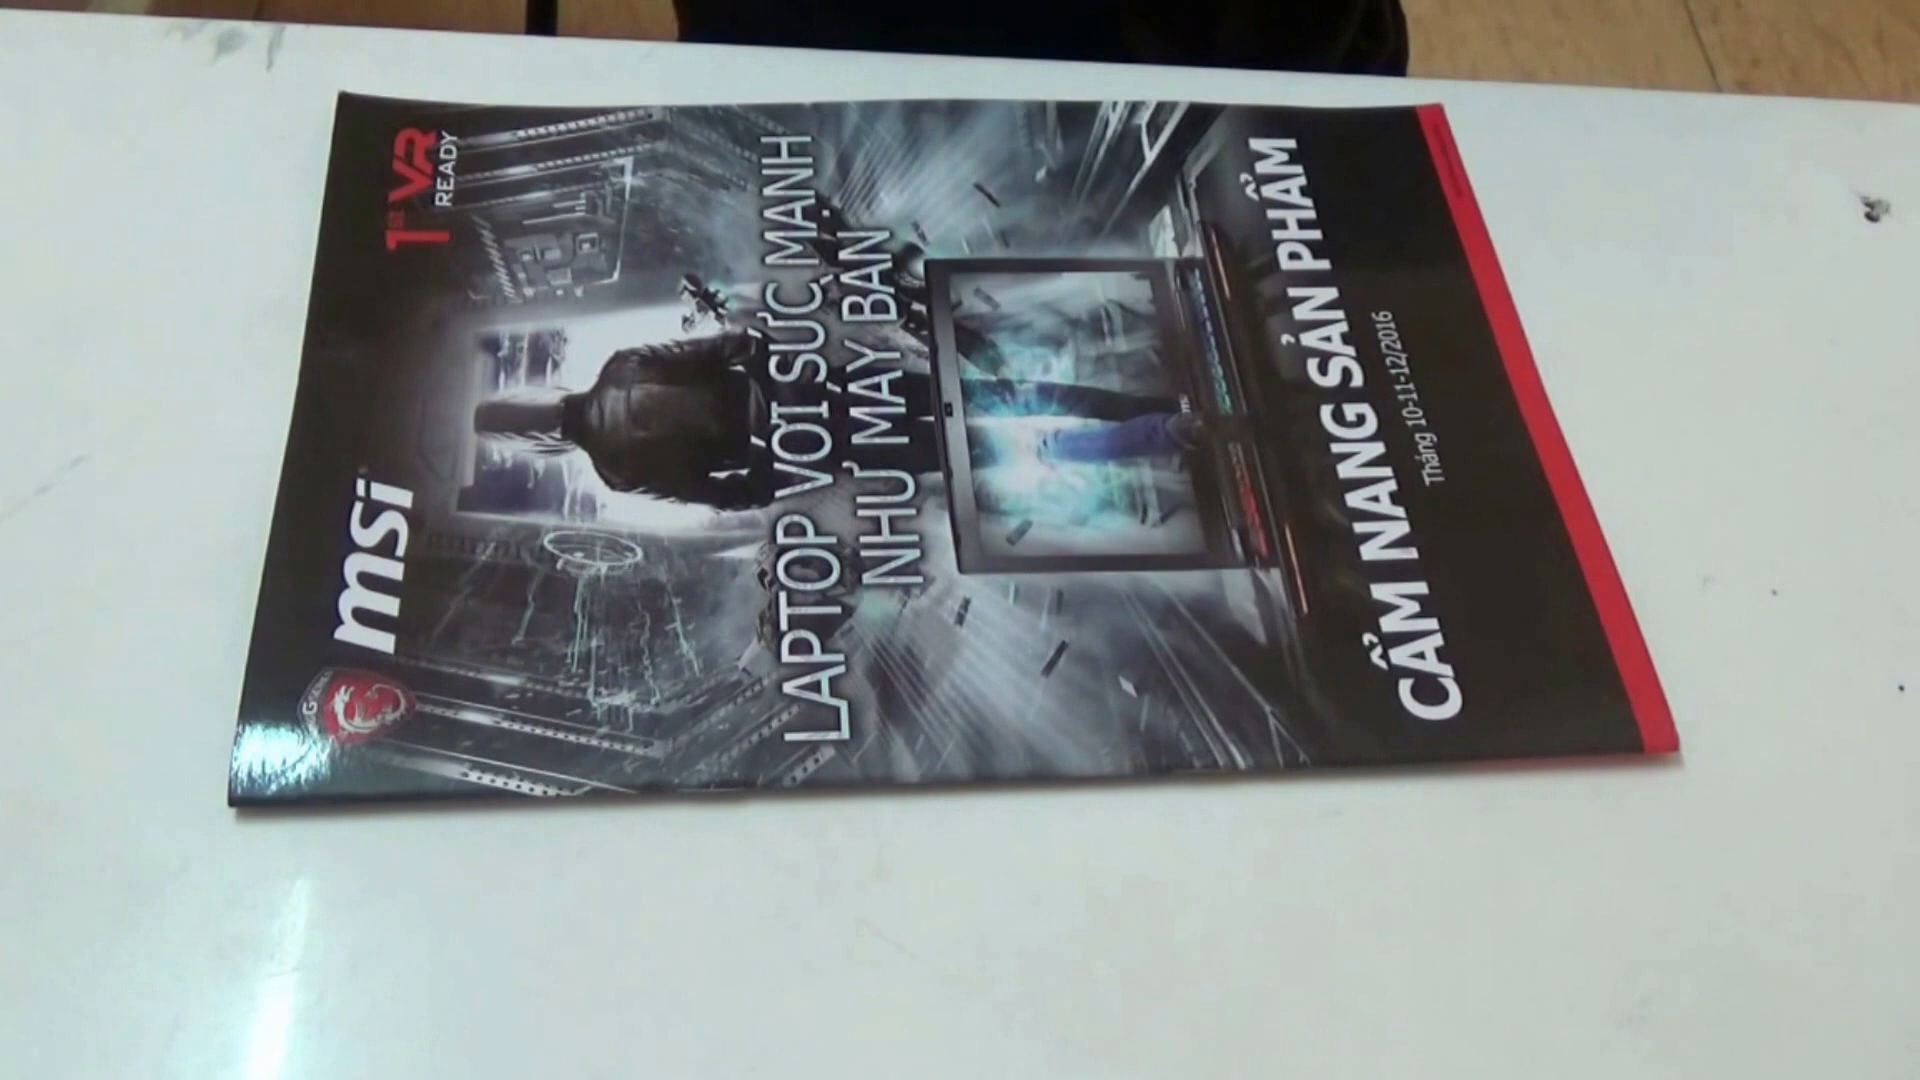 G SERIES
msi
1st VR
READY
LAPTOP VỚI SỨC MẠNH
NHƯ MÁY BÀN
CẨM NANG SẢN PHẨM
Tháng 10-11-12/2016